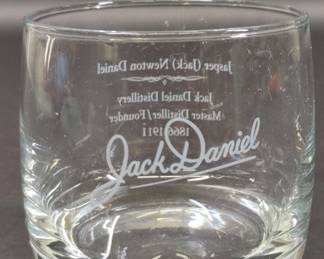 Jasper (Jack) Newton Daniel
Jack Daniel Distillery
Master Distiller/Founder
1866-1911
Jack Daniel